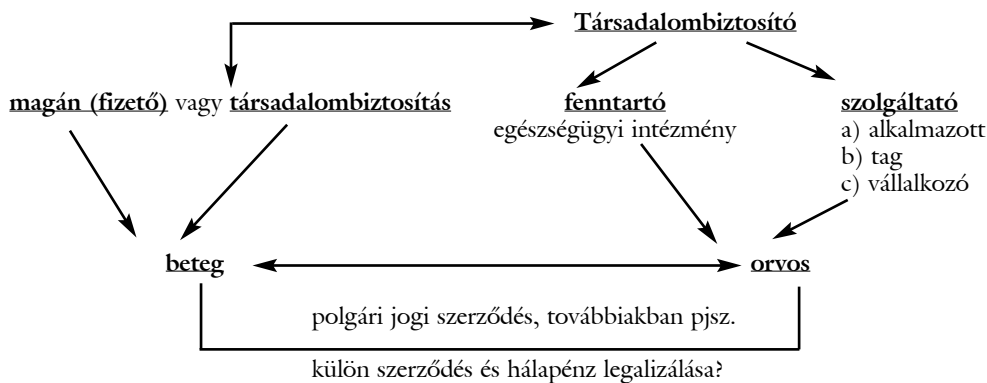 Társadalombiztosító
magán (fizető) vagy társadalombiztosítás
fenntartó
egészségügyi intézmény
szolgáltató
a) alkalmazott
b) tag
c) vállalkozó
beteg
orvos
polgári jogi szerződés, továbbiakban pjsz.
külön szerződés és hálapénz legalizálása?